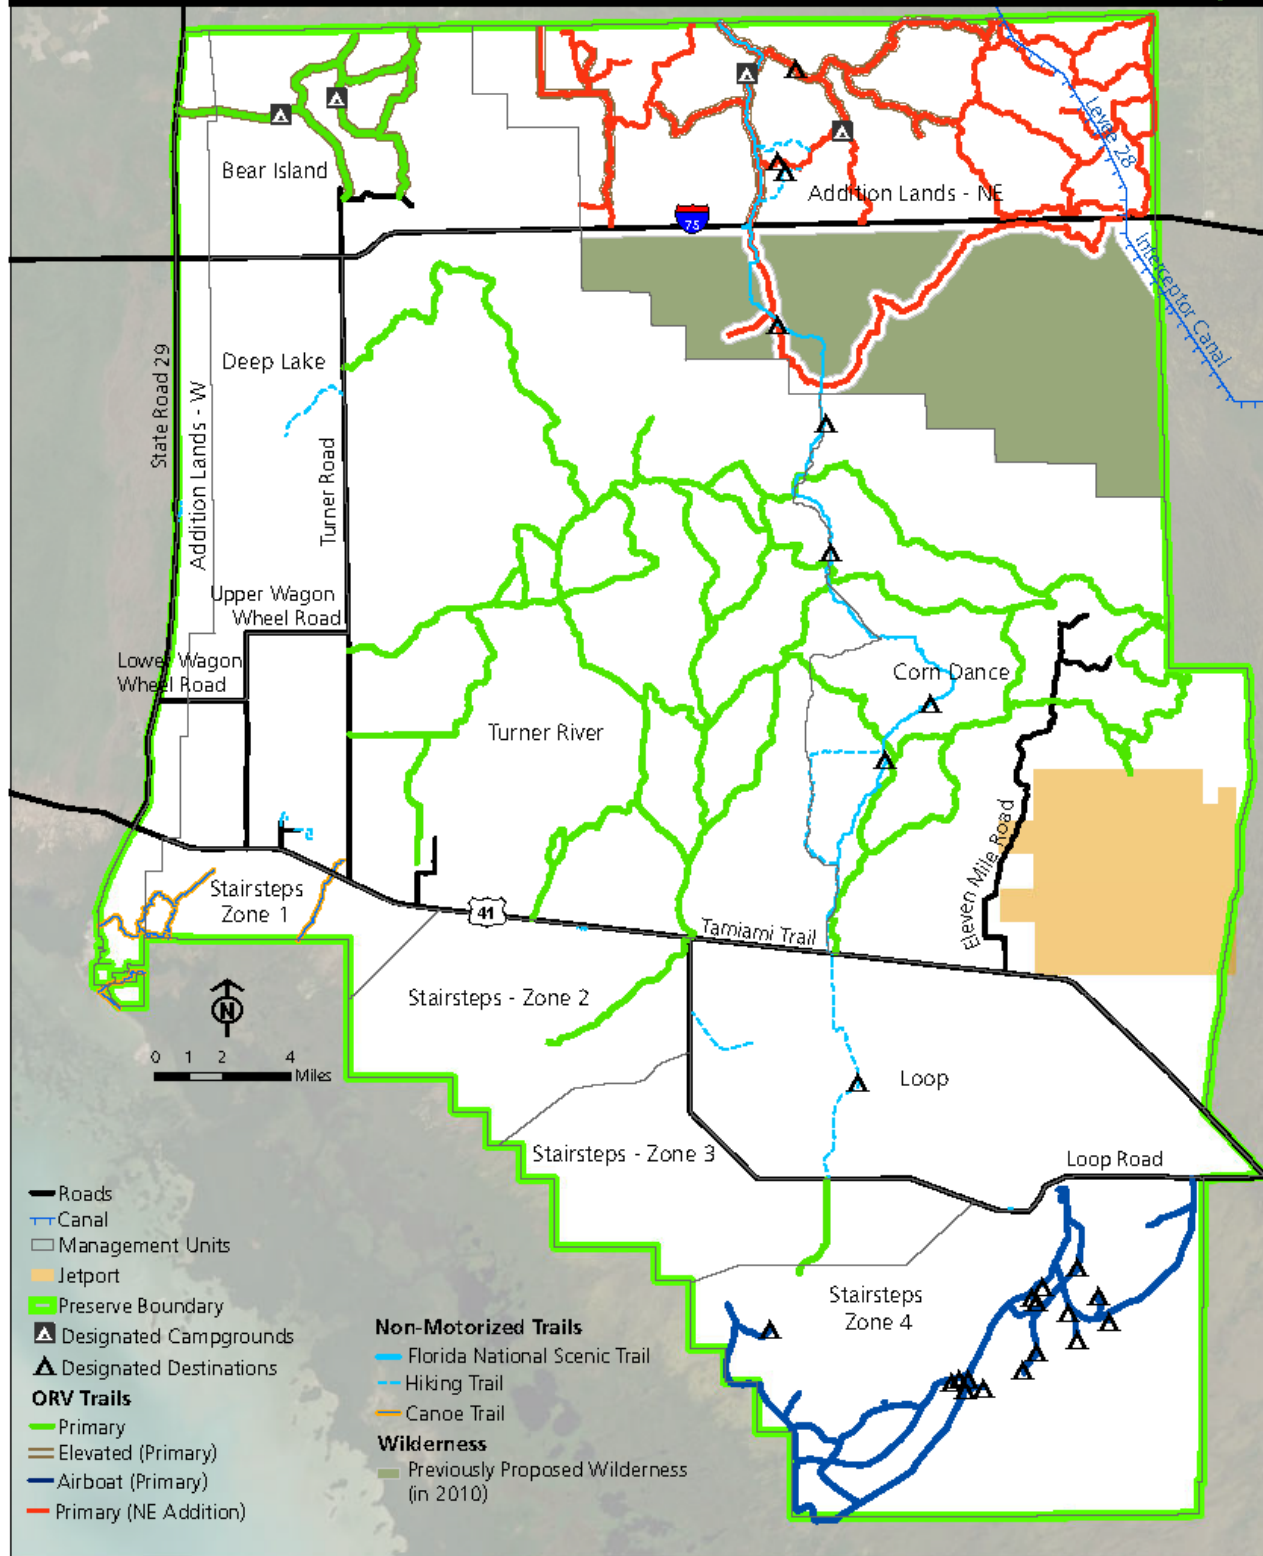 Levee 28
Bear Island
Addition Lands - NE
75
Interceptor Canal
State Road 29
Addition Lands - W
Deep Lake
Turner Road
Upper Wagon
Wheel Road
Lower Wagon
Wheel Road
Corn Dance
Turner River
Eleven Mile Road
Stairsteps
Zone 1
41
Tamiami Trail
Stairsteps - Zone 2
N
0 1 2 4
Miles
Loop
Stairsteps - Zone 3
Loop Road
Stairsteps
Zone 4
Roads
Canal
Management Units
Jetport
Preserve Boundary
Designated Campgrounds
Designated Destinations
ORV Trails
Primary
Elevated (Primary)
Airboat (Primary)
Primary (NE Addition)
Non-Motorized Trails
Florida National Scenic Trail
Hiking Trail
Canoe Trail
Wilderness
Previously Proposed Wilderness
(in 2010)